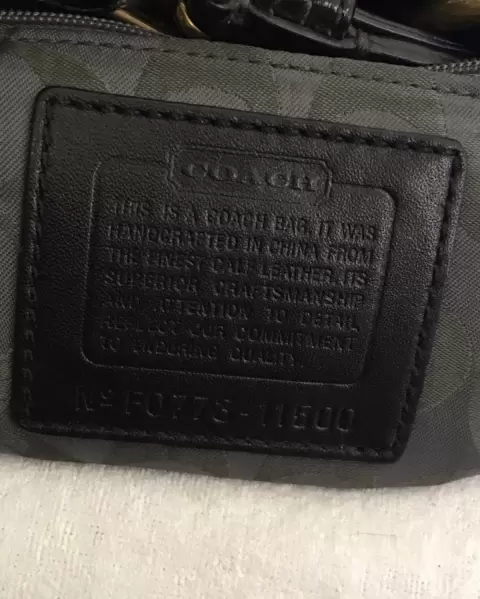 COACH
THIS IS A COACH BAG. IT WAS
HANDCRAFTED IN CHINA FROM
THE FINEST CALF LEATHER. ITS
SUPERIOR CRAFTSMANSHIP
AND ATTENTION TO DETAIL
REFLECT OUR COMMITMENT
TO ENDURING QUALITY.
No F0773-11500